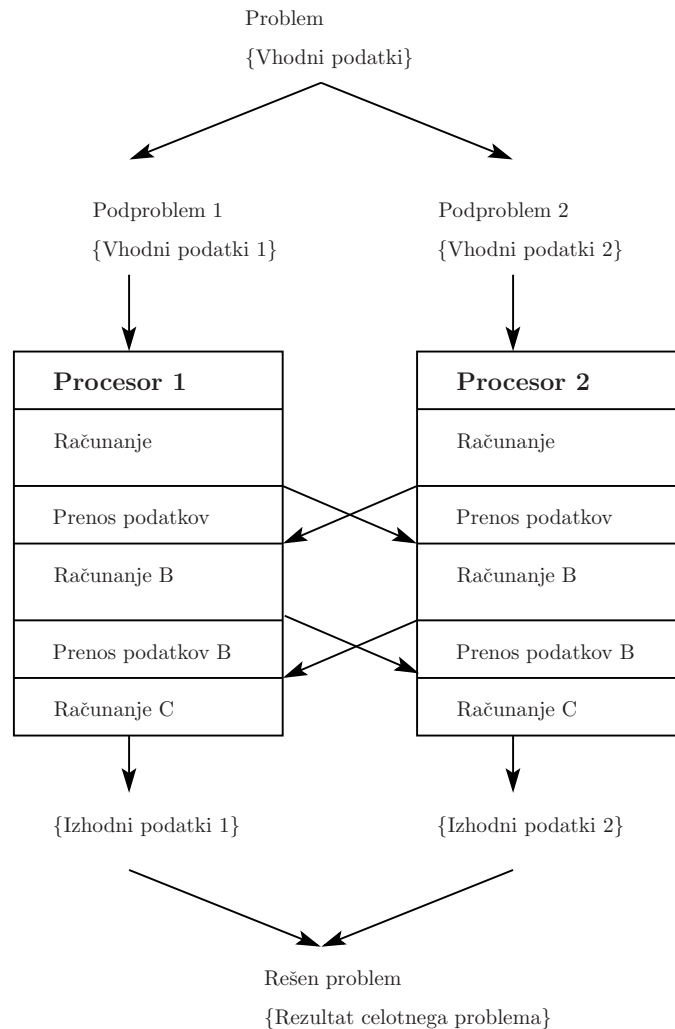 Problem
{Vhodni podatki}
Podproblem 1
{Vhodni podatki 1}
Podproblem 2
{Vhodni podatki 2}
Procesor 1
Računanje
Prenos podatkov
Računanje B
Prenos podatkov B
Računanje C
Procesor 2
Računanje
Prenos podatkov
Računanje B
Prenos podatkov B
Računanje C
{Izhodni podatki 1}
{Izhodni podatki 2}
Rešen problem
{Rezultat celotnega problema}